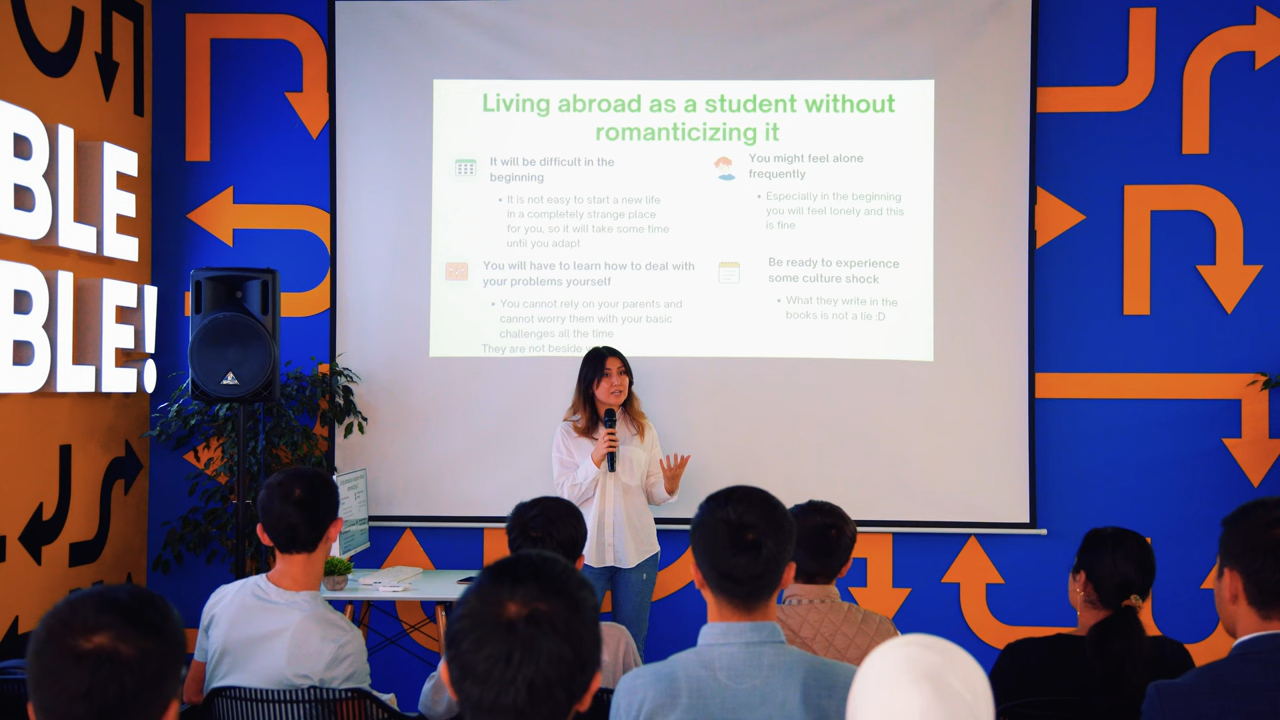 BLE
BLE!
Living abroad as a student without
romanticizing it
It will be difficult in the
beginning
• It is not easy to start a new life
in a completely strange place
for you, so it will take some time
until you adapt
You might feel alone
frequently
• Especially in the beginning
you will feel lonely and this
is fine
You will have to learn how to deal with
your problems yourself
• You cannot rely on your parents and
cannot worry them with your basic
challenges all the time
They are not beside
Be ready to experience
some culture shock
• What they write in the
books is not a lie :D